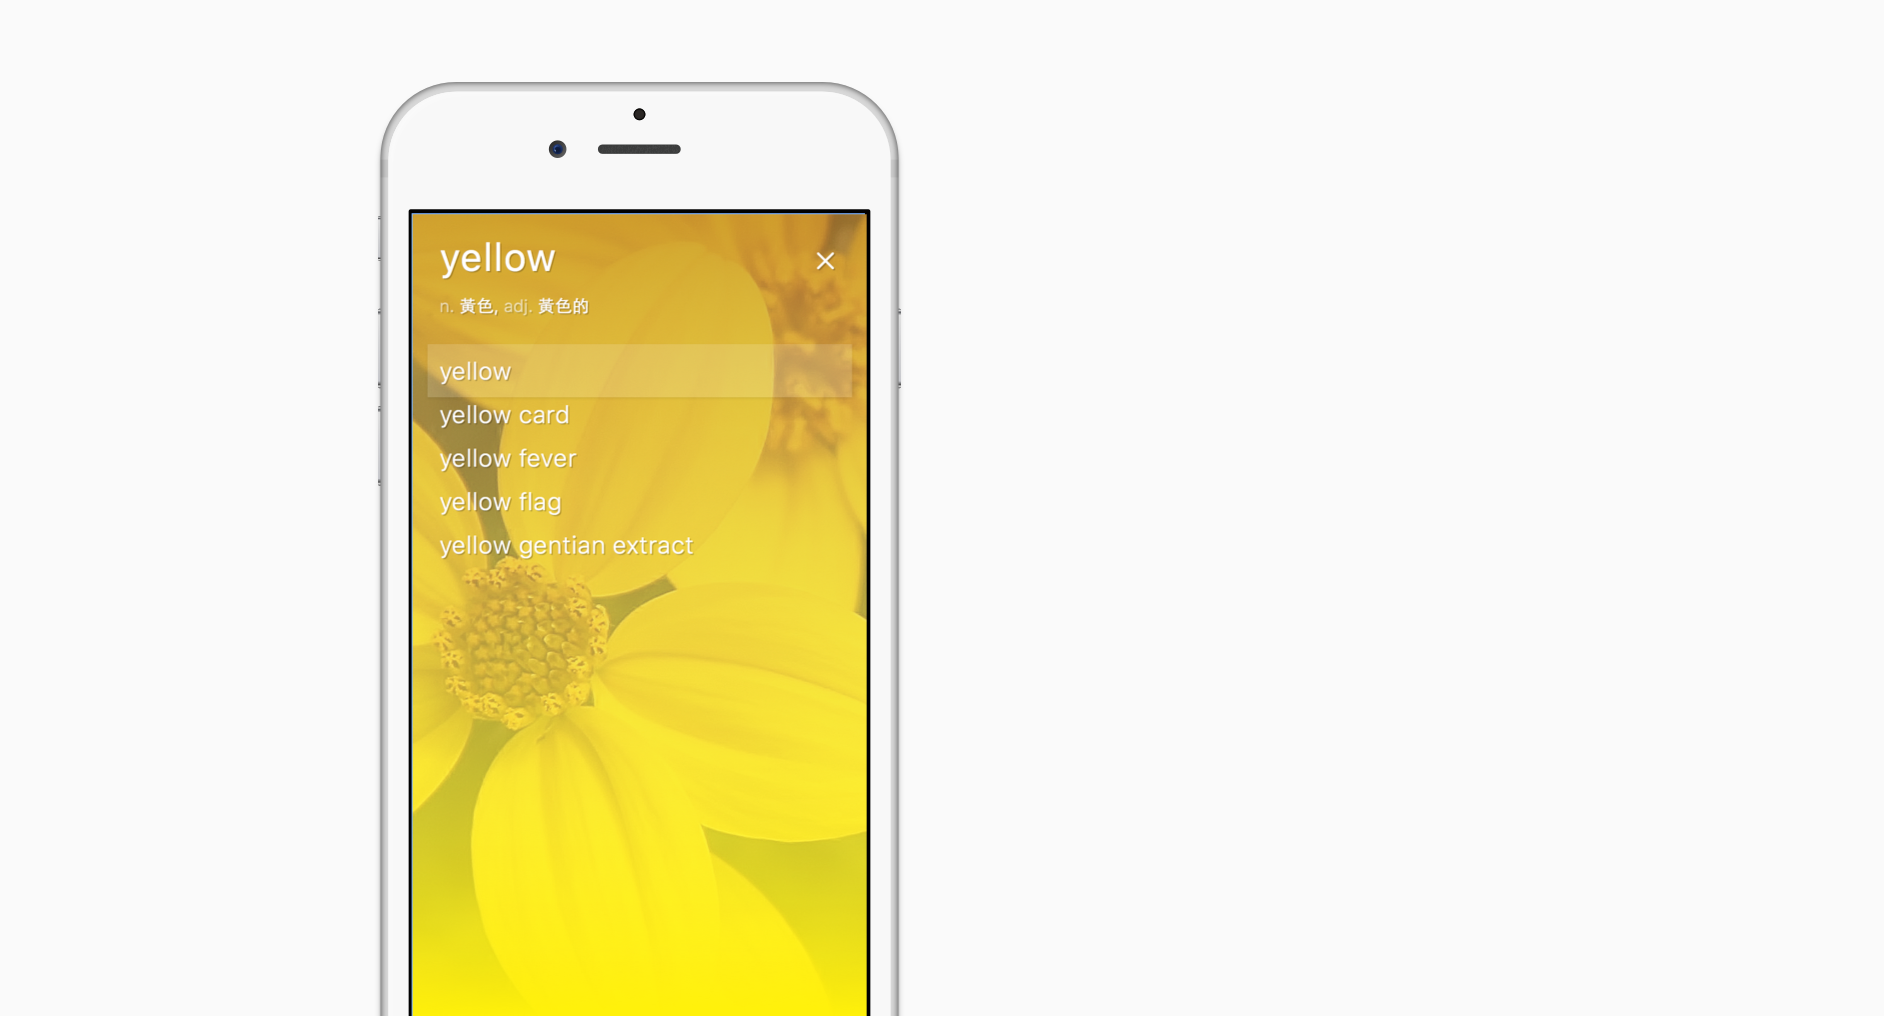 yellow
n. 黃色, adj. 黃色的
yellow
yellow card
yellow fever
yellow flag
yellow gentian extract